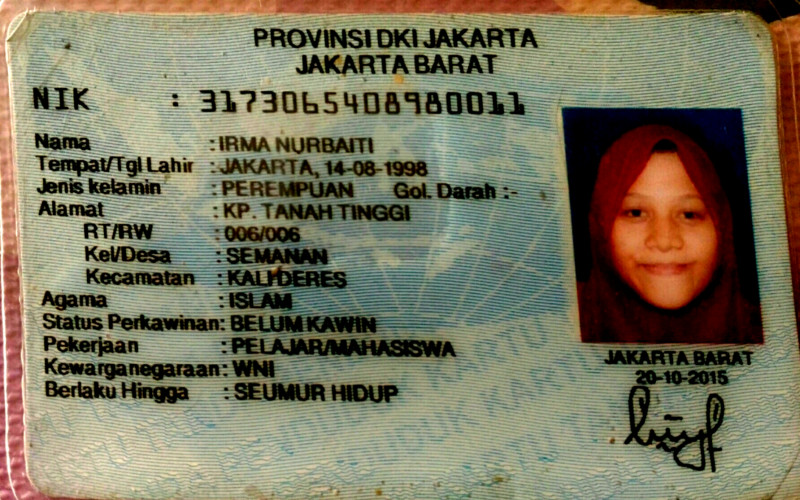 PROVINSI DKI JAKARTA
JAKARTA BARAT
NIK : 3173065408980011
Nama : IRMA NURBAITI
Tempat/Tgl Lahir : JAKARTA, 14-08-1998
Jenis kelamin : PEREMPUAN Gol. Darah :-
Alamat : KP. TANAH TINGGI
RT/RW : 006/006
Kel/Desa : SEMANAN
Kecamatan : KALIDERES
Agama : ISLAM
Status Perkawinan: BELUM KAWIN
Pekerjaan : PELAJAR/MAHASISWA
Kewarganegaraan: WNI
Berlaku Hingga : SEUMUR HIDUP
JAKARTA BARAT
20-10-2015